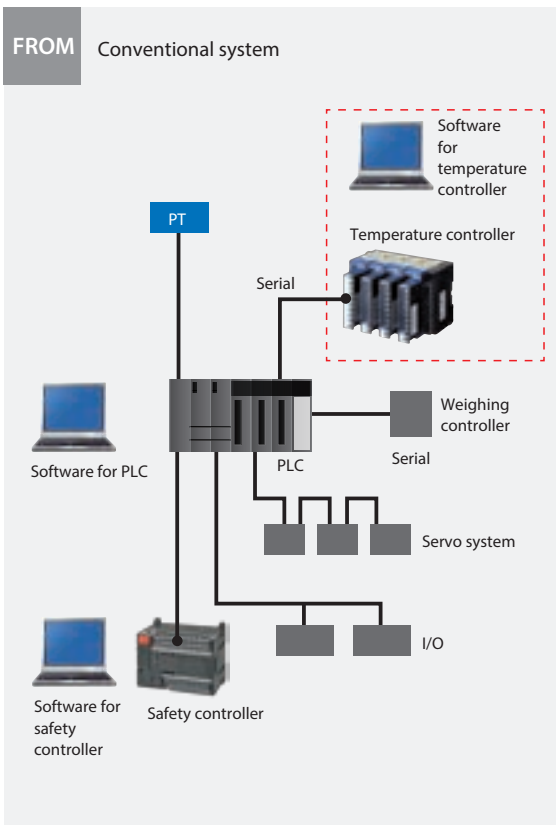 FROM
Conventional system
Software
for
temperature
controller
PT
Temperature controller
Serial
Weighing
controller
Software for PLC
PLC
Serial
Servo system
I/O
Software for
safety
controller
Safety controller